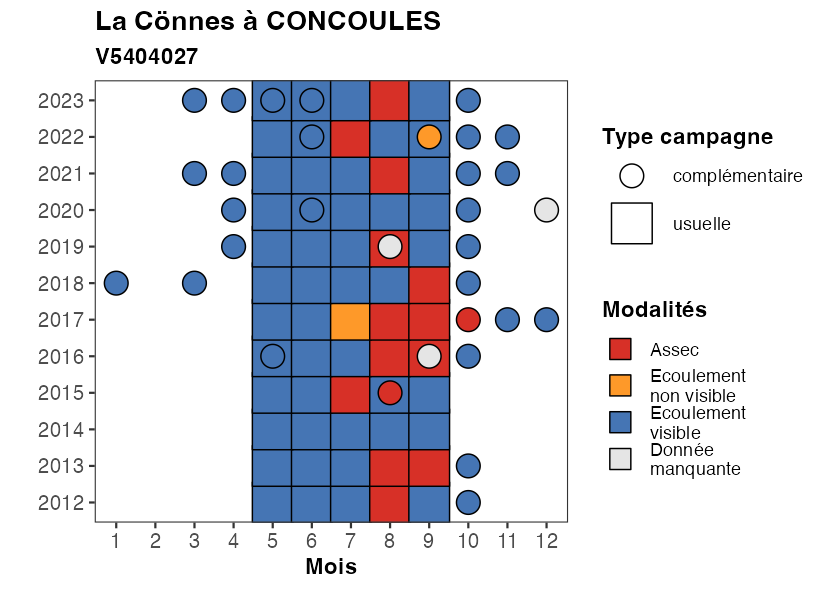 La Cönnes à CONCOULES
V5404027
2023
2022
2021
2020
2019
2018
2017
2016
2015
2014
2013
2012
1 2 3 4 5 6 7 8 9 10 11 12
Mois
Type campagne
complémentaire
usuelle
Modalités
Assec
Ecoulement
non visible
Ecoulement
visible
Donnée
manquante